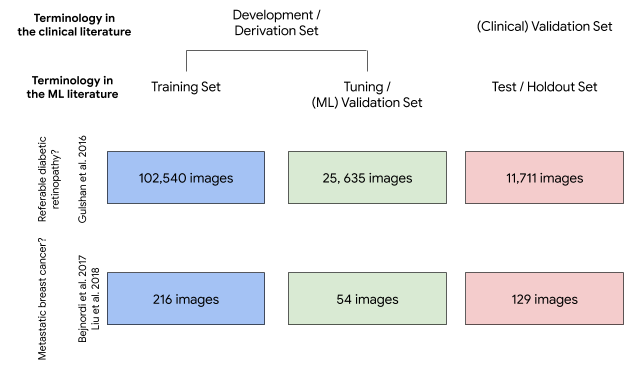 Terminology in
the clinical literature
Development /
Derivation Set
(Clinical) Validation Set
Terminology in
the ML literature
Training Set
Tuning /
(ML) Validation Set
Test / Holdout Set
Referable diabetic
retinopathy?
Gulshan et al. 2016
102,540 images
25, 635 images
11,711 images
Metastatic breast cancer?
Bejnordi et al. 2017
Liu et al. 2018
216 images
54 images
129 images